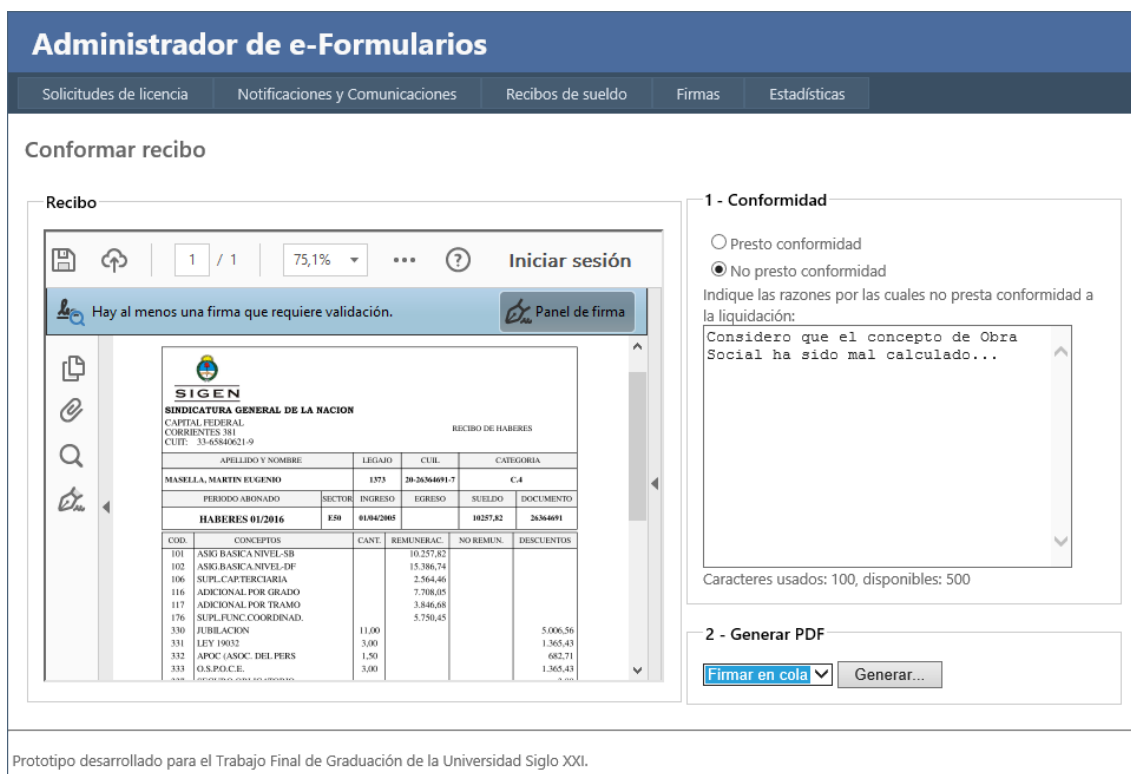 Administrador de e-Formularios
Solicitudes de licencia Notificaciones y Comunicaciones Recibos de sueldo Firmas Estadísticas
Conformar recibo
Recibo
1 / 1 75,1% ••• ? Iniciar sesión
Hay al menos una firma que requiere validación. Panel de firma
SIGEN
SINDICATURA GENERAL DE LA NACION
CAPITAL FEDERAL
CORRIENTES 381
RECIBO DE HABERES
CUIT: 33-65840621-9
APELLIDO Y NOMBRE LEGAJO CUIL CATEGORIA
MASELLA, MARTIN EUGENIO 1373 20-26364691-7 C.4
PERIODO ABONADO SECTOR INGRESO EGRESO SUELDO DOCUMENTO
HABERES 01/2016 E50 01/04/2005 10257,82 26364691
COD. CONCEPTOS CANT. REMUNERAC. NO REMUN. DESCUENTOS
101 ASIG BASICA NIVEL-SB 10.257,82
102 ASIG.BASICA.NIVEL-DF 15.386,74
106 SUPL.CAP.TERCIARIA 2.564,46
116 ADICIONAL POR GRADO 7.708,05
117 ADICIONAL POR TRAMO 3.846,68
176 SUPL.FUNC.COORDINAD. 5.750,45
330 JUBILACION 11,00 5.006,56
331 LEY 19032 3,00 1.365,43
332 APOC (ASOC. DEL PERS 1,50 682,71
333 O.S.P.O.C.E. 3,00 1.365,43
1 - Conformidad
Presto conformidad
No presto conformidad
Indique las razones por las cuales no presta conformidad a
la liquidación:
Considero que el concepto de Obra
Social ha sido mal calculado...
Caracteres usados: 100, disponibles: 500
2 - Generar PDF
Firmar en cola Generar...
Prototipo desarrollado para el Trabajo Final de Graduación de la Universidad Siglo XXI.